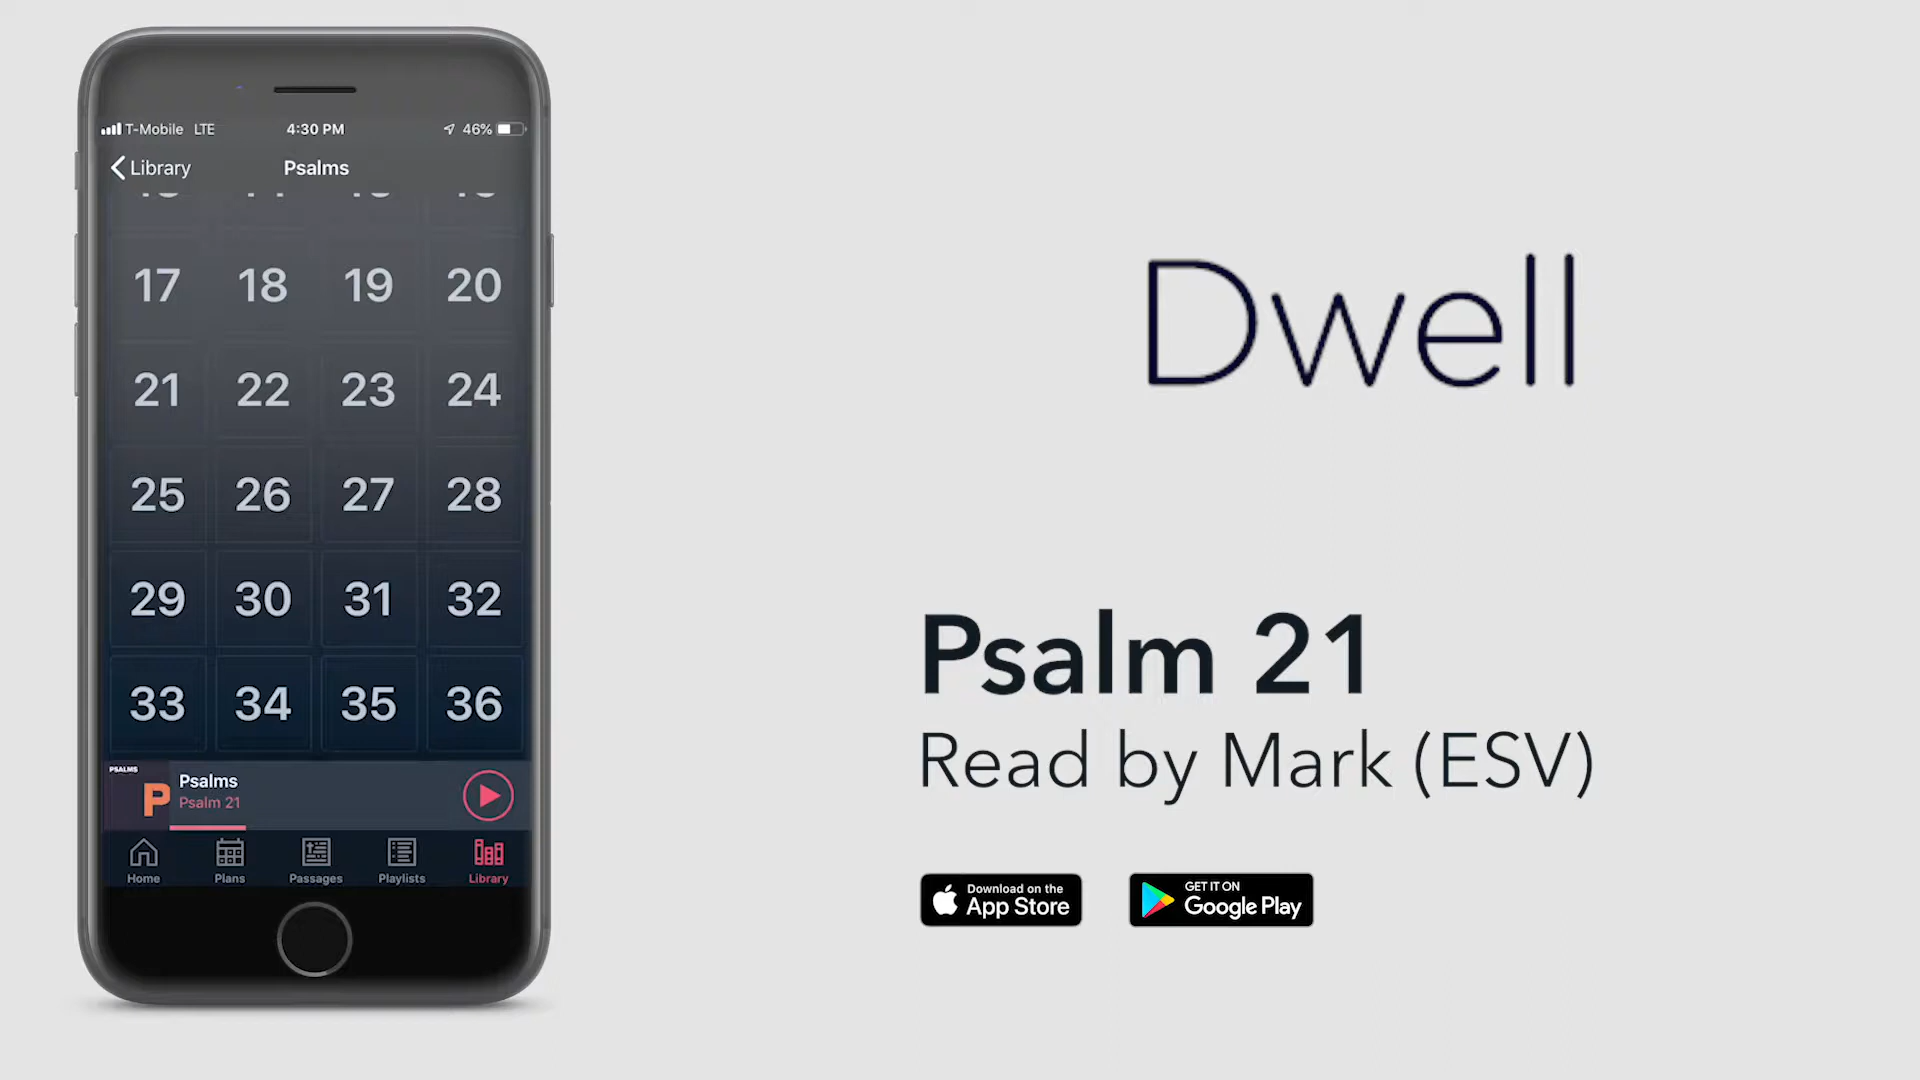 T-Mobile LTE 4:30 PM 46%
Library Psalms
17 18 19 20
21 22 23 24
25 26 27 28
29 30 31 32
33 34 35 36
PSALMS
P
Psalms
Psalm 21
Home Plans Passages Playlists Library
Dwell
Psalm 21
Read by Mark (ESV)
Download on the
App Store
GET IT ON
Google Play